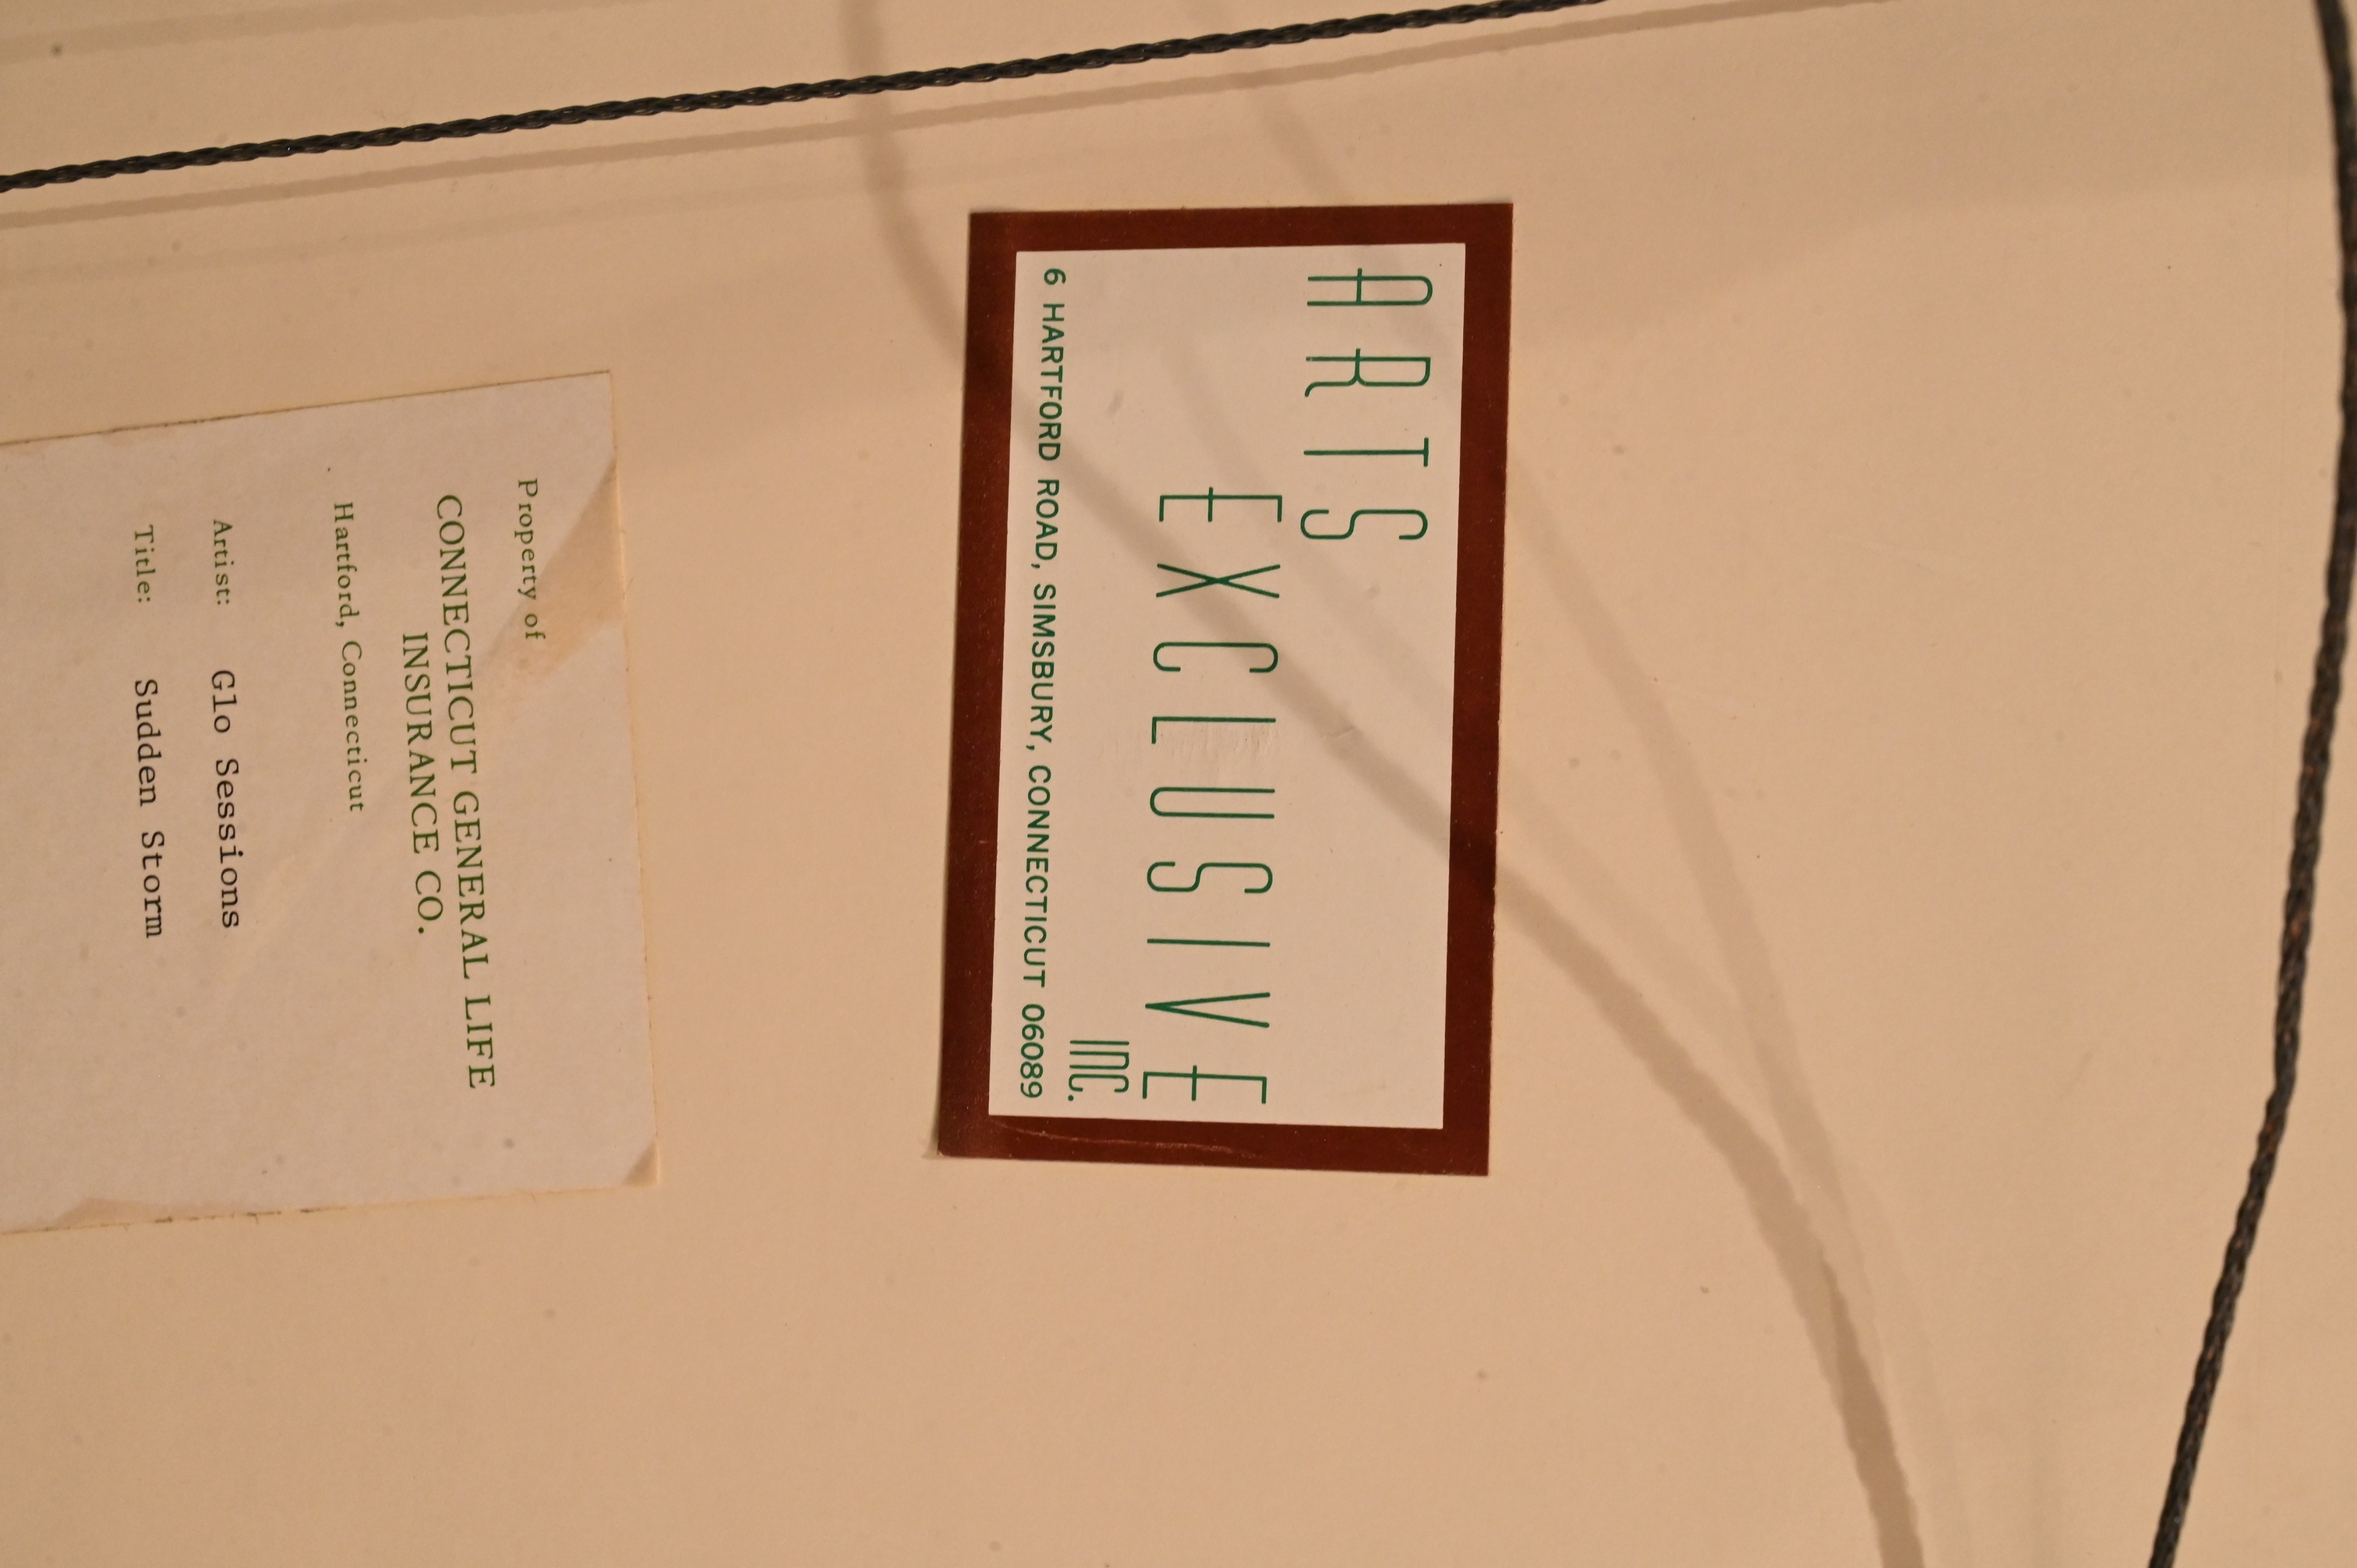 ARTS
EXCLUSIVE
INC.
6 HARTFORD ROAD, SIMSBURY, CONNECTICUT 06089
Property of
CONNECTICUT GENERAL LIFE
INSURANCE CO.
Hartford, Connecticut
Artist: Glo Sessions
Title: Sudden Storm